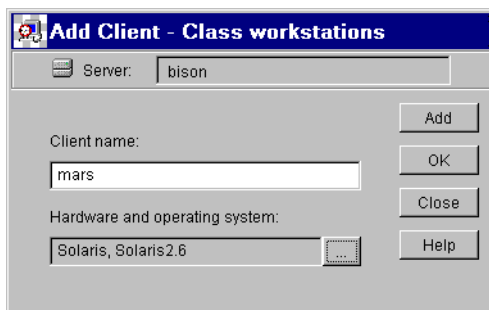 Add Client - Class workstations
Server: bison
Add
Client name:
OK
mars
Close
Hardware and operating system:
Solaris, Solaris2.6 ...
Help